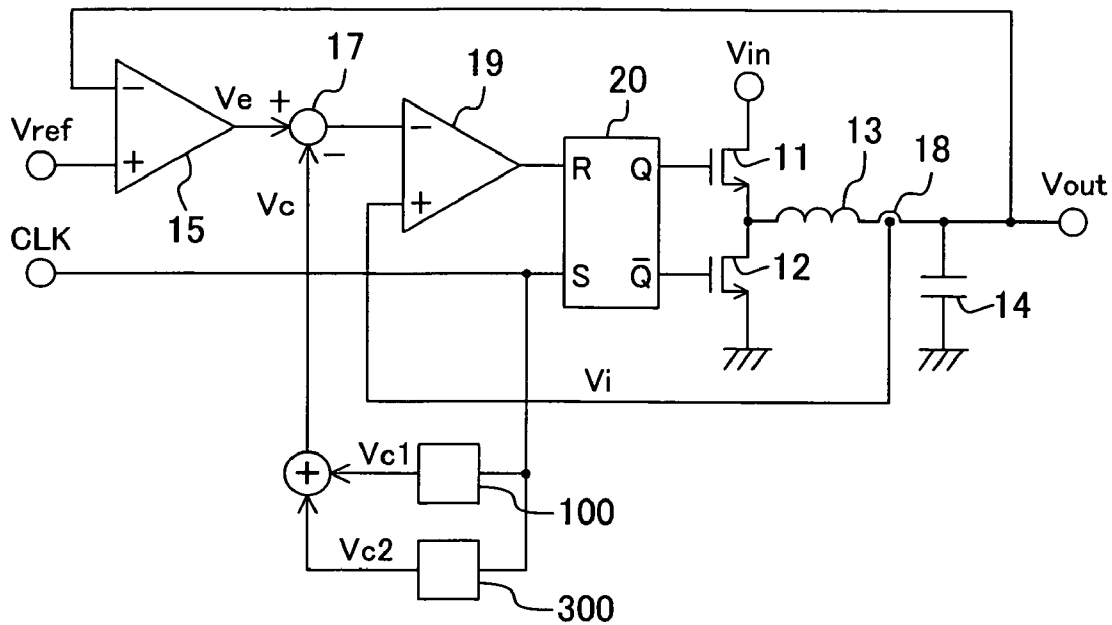 17
19
20
Vin
Ve
+
−
−
13
18
11
Vref
+
−
R
Q
Vout
15
Vc
+
CLK
12
S
Q̅
14
Vi
Vc1
+
100
Vc2
300